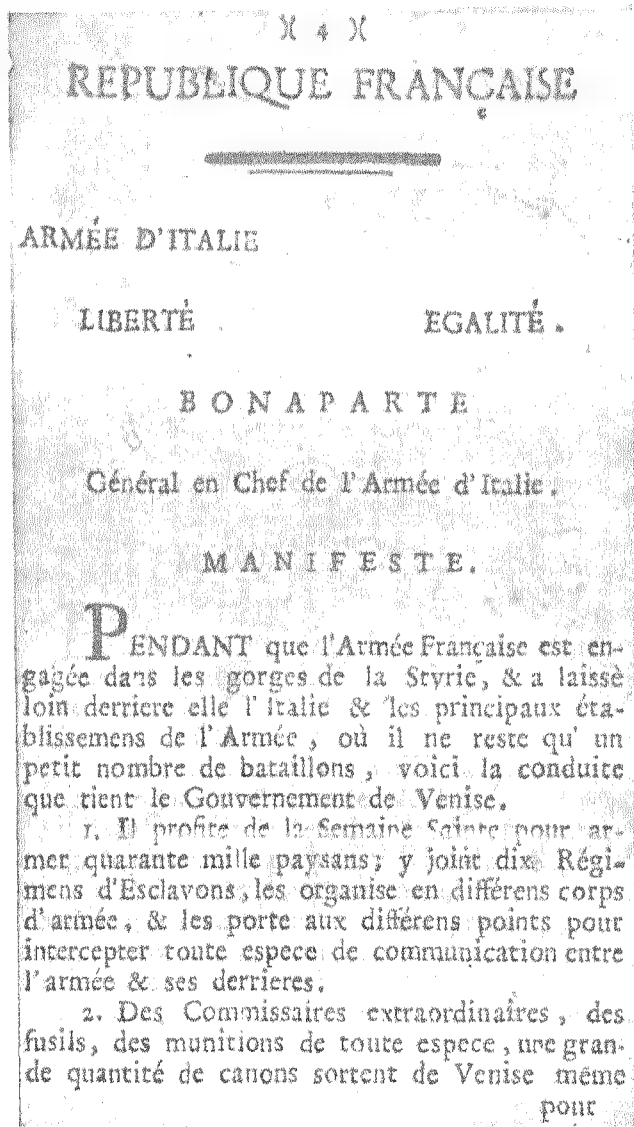 )( 4 )(
REPUBLIQUE FRANÇAISE
ARMÉE D'ITALIE
LIBERTÉ EGALITÉ.
BONAPARTE
Général en Chef de l'Armée d'Italie.
MANIFESTE.
PENDANT que l'Armée Française est en-
gagée dans les gorges de la Styrie, & a laissè
loin derriere elle l'Italie & les principaux éta-
blissemens de l'Armée, où il ne reste qu' un
petit nombre de bataillons, voici la conduite
que tient le Gouvernement de Venise.
1. Il profite de la Semaine Sainte pour ar-
mer quarante mille paysans; y joint dix Régi-
mens d'Esclavons, les organise en différens corps
d'armée, & les porte aux différens points pour
intercepter toute espece de communication entre
l'armée & ses derrieres.
2. Des Commissaires extraordinaires, des
fusils, des munitions de toute espece, une gran-
de quantité de canons sortent de Venise même
pour